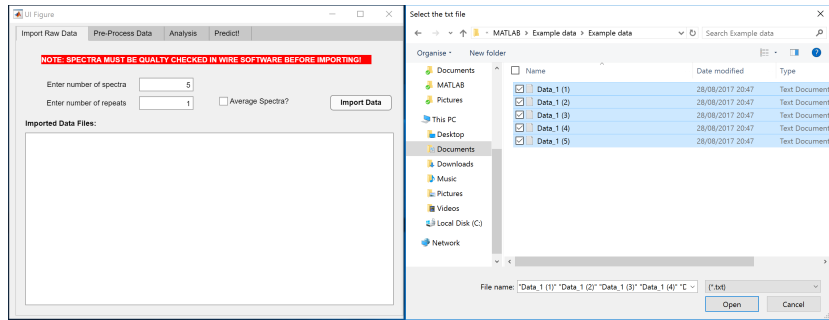 UI Figure
Import Raw Data Pre-Process Data Analysis Predict!
NOTE: SPECTRA MUST BE QUALTY CHECKED IN WIRE SOFTWARE BEFORE IMPORTING!
Enter number of spectra 5
Enter number of repeats 1 Average Spectra? Import Data
Imported Data Files:
Select the txt file
MATLAB > Example data > Example data Search Example data
Organise New folder
Documents
MATLAB
Pictures
This PC
Desktop
Documents
Downloads
Music
Pictures
Videos
Local Disk (C:)
Network
Name Date modified Type
Data_1 (1) 28/08/2017 20:47 Text Document
Data_1 (2) 28/08/2017 20:47 Text Document
Data_1 (3) 28/08/2017 20:47 Text Document
Data_1 (4) 28/08/2017 20:47 Text Document
Data_1 (5) 28/08/2017 20:47 Text Document
File name: "Data_1 (1)" "Data_1 (2)" "Data_1 (3)" "Data_1 (4)" "D (*.txt)
Open Cancel